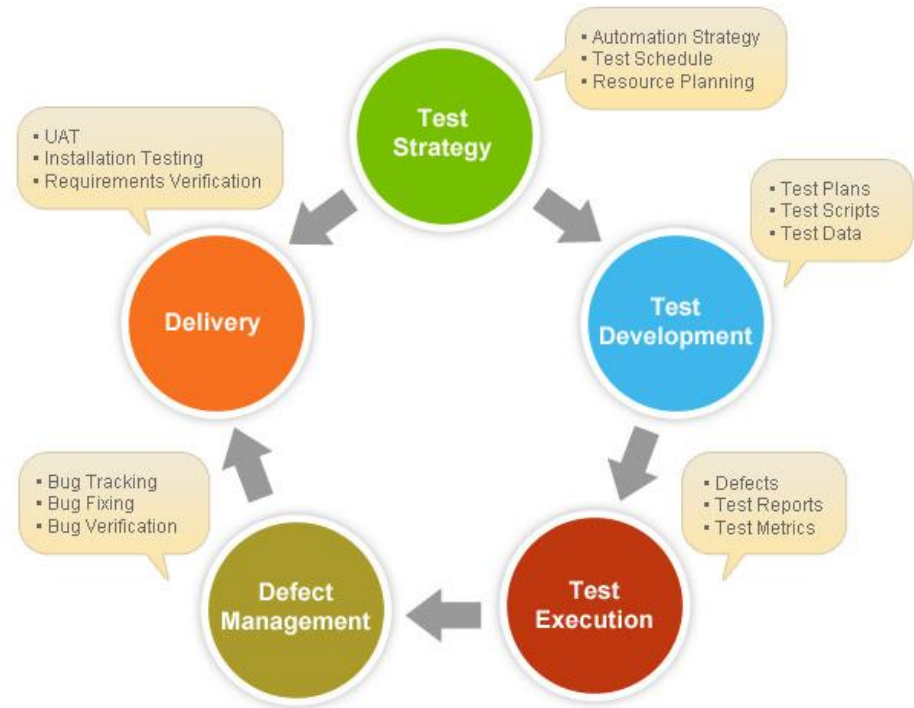 ▪ Automation Strategy
▪ Test Schedule
▪ Resource Planning
Test
Strategy
▪ UAT
▪ Installation Testing
▪ Requirements Verification
▪ Test Plans
▪ Test Scripts
▪ Test Data
Delivery
Test
Development
▪ Bug Tracking
▪ Bug Fixing
▪ Bug Verification
▪ Defects
▪ Test Reports
▪ Test Metrics
Defect
Management
Test
Execution